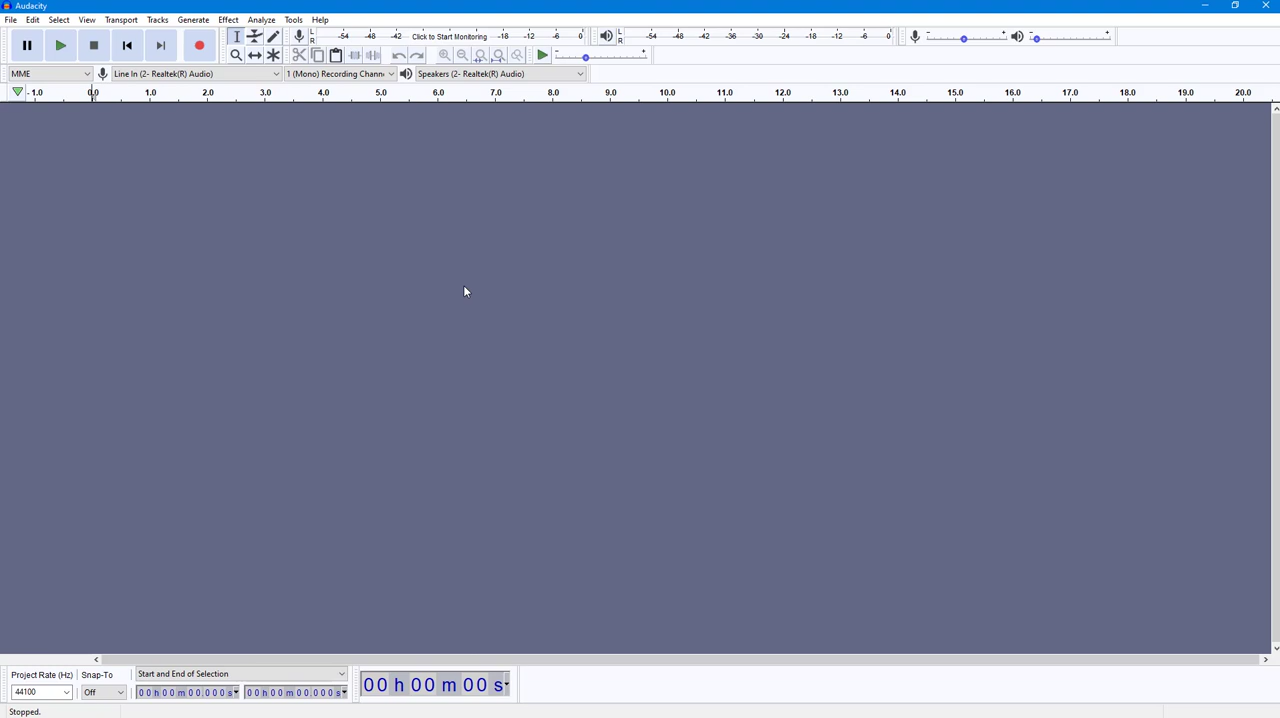 Audacity
File Edit Select View Transport Tracks Generate Effect Analyze Tools Help
L R -54 -48 -42 Click to Start Monitoring -18 -12 -6 0 L R -54 -48 -42 -36 -30 -24 -18 -12 -6 0 - + - +
- +
MME Line In (2- Realtek(R) Audio) 1 (Mono) Recording Chann Speakers (2- Realtek(R) Audio)
- 1.0 0.0 1.0 2.0 3.0 4.0 5.0 6.0 7.0 8.0 9.0 10.0 11.0 12.0 13.0 14.0 15.0 16.0 17.0 18.0 19.0 20.0
Project Rate (Hz) Snap-To Start and End of Selection
44100 Off 00 h 00 m 00.000 s 00 h 00 m 00.000 s 00 h 00 m 00 s
Stopped.